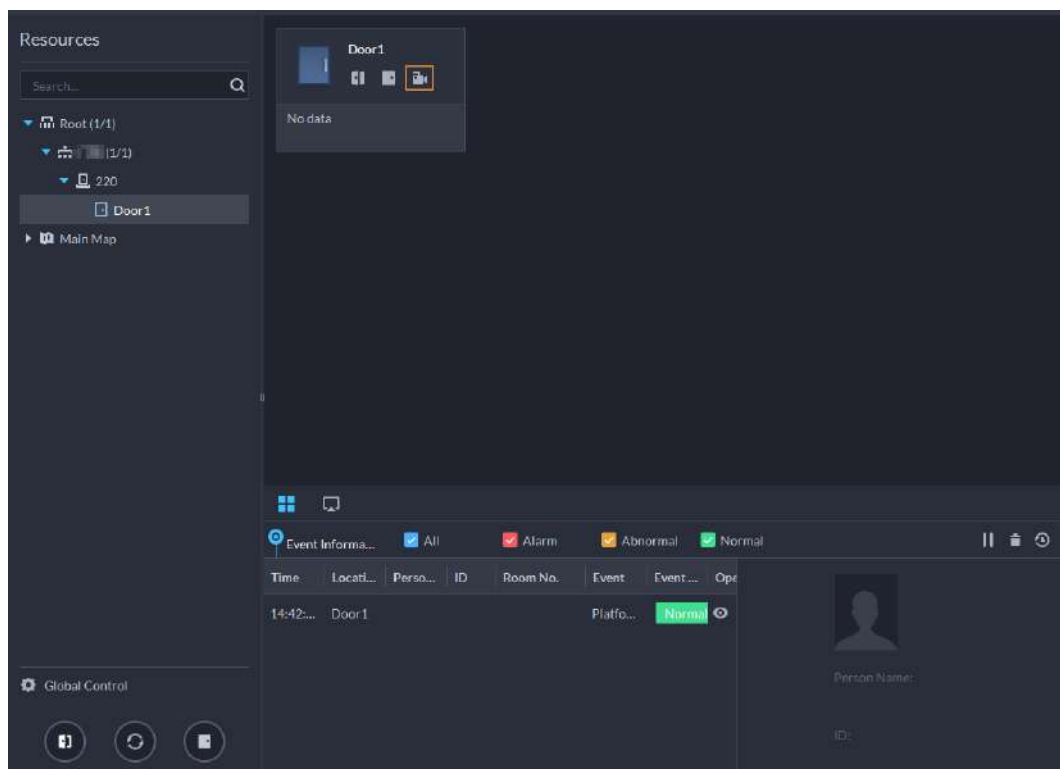 Resources
Search...
Root (1/1)
(1/1)
220
Door1
Main Map
Global Control
Door1
No data
Event Informa...
All
Alarm
Abnormal
Normal
Time Locati... Perso... ID Room No. Event Event ... Ope
14:42:... Door1 Platfo... Normal
Person Name:
ID: